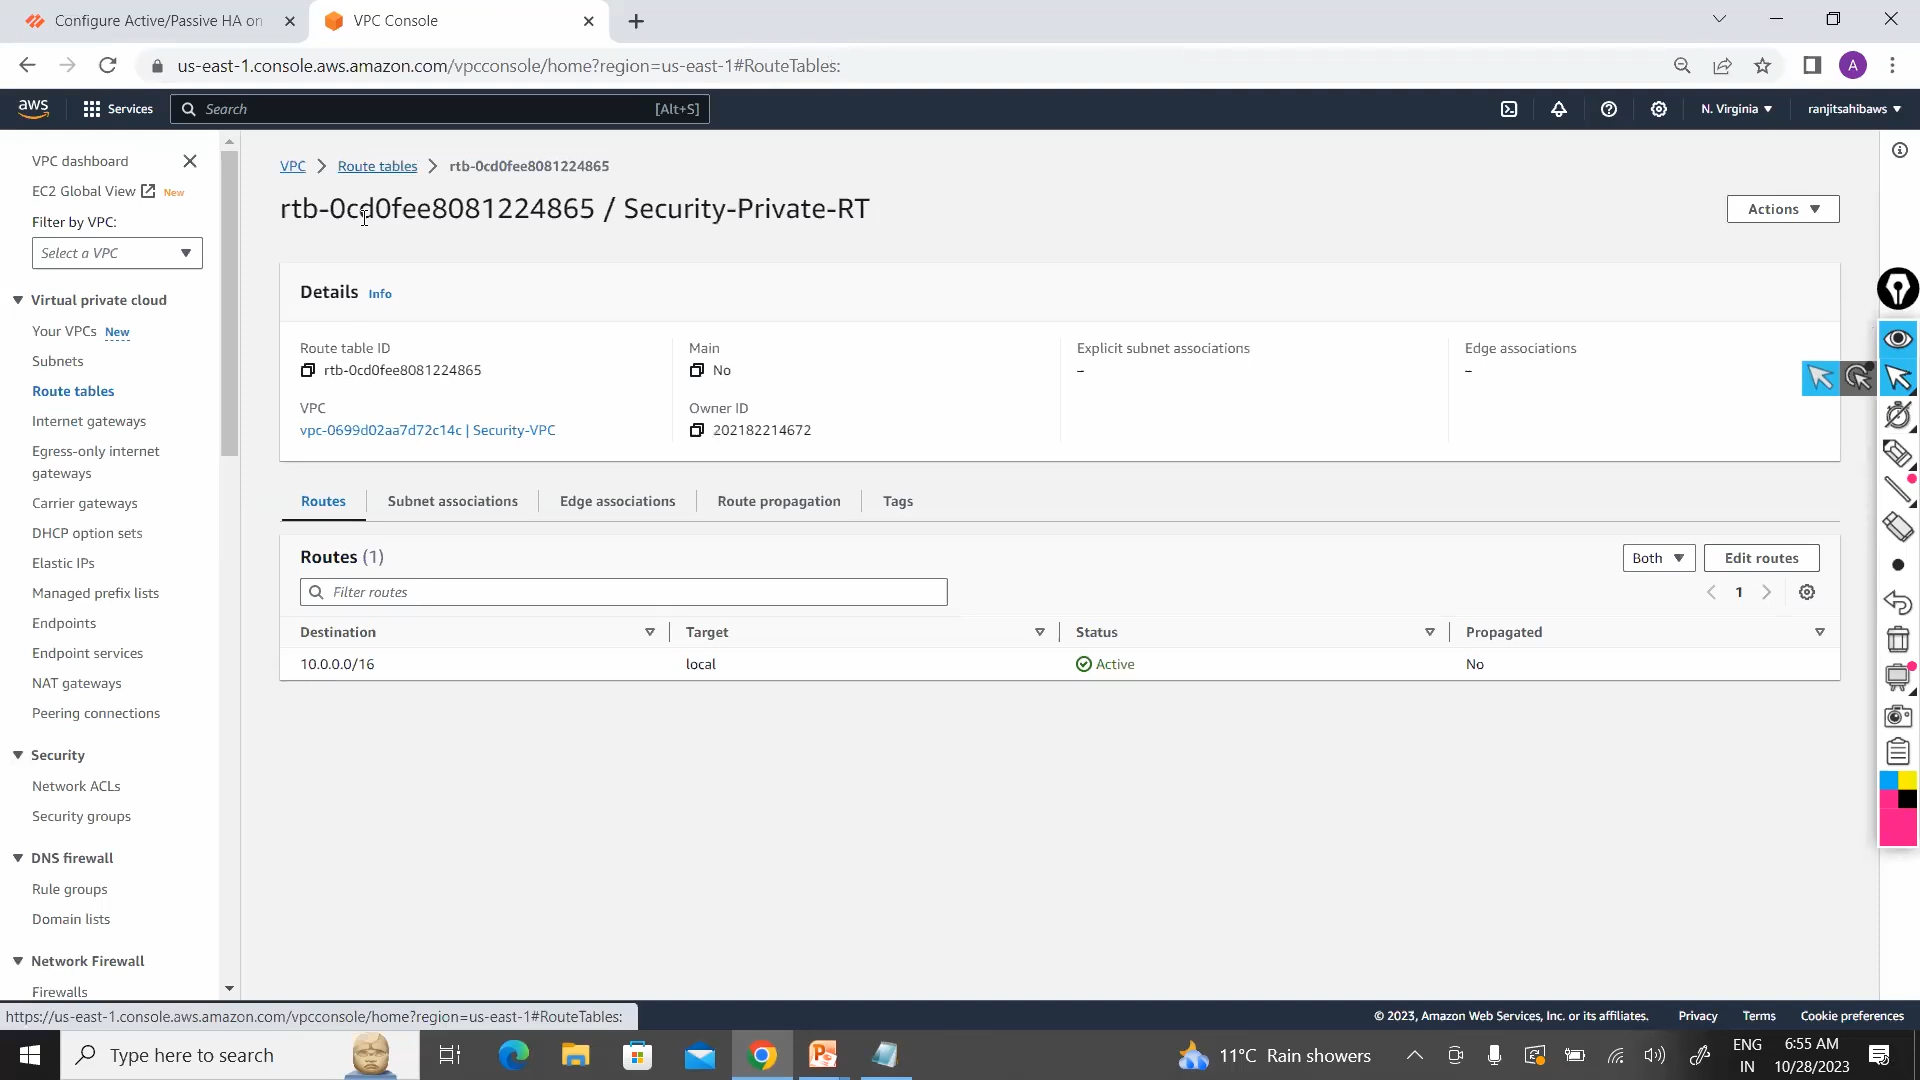 Configure Active/Passive HA on
VPC Console
us-east-1.console.aws.amazon.com/vpcconsole/home?region=us-east-1#RouteTables:
A
aws
Services
Search
[Alt+S]
N. Virginia
ranjitsahibaws
VPC dashboard
EC2 Global View
New
Filter by VPC:
Select a VPC
Virtual private cloud
Your VPCs New
Subnets
Route tables
Internet gateways
Egress-only internet
gateways
Carrier gateways
DHCP option sets
Elastic IPs
Managed prefix lists
Endpoints
Endpoint services
NAT gateways
Peering connections
Security
Network ACLs
Security groups
DNS firewall
Rule groups
Domain lists
Network Firewall
Firewalls
VPC > Route tables > rtb-0cd0fee8081224865
rtb-0cd0fee8081224865 / Security-Private-RT
Actions
Details Info
Route table ID
rtb-0cd0fee8081224865
Main
No
Explicit subnet associations
–
Edge associations
–
VPC
vpc-0699d02aa7d72c14c | Security-VPC
Owner ID
202182214672
Routes
Subnet associations
Edge associations
Route propagation
Tags
Routes (1)
Both
Edit routes
Filter routes
1
Destination Target Status Propagated
10.0.0.0/16 local Active No
https://us-east-1.console.aws.amazon.com/vpcconsole/home?region=us-east-1#RouteTables:
© 2023, Amazon Web Services, Inc. or its affiliates. Privacy Terms Cookie preferences
Type here to search
11°C Rain showers
ENG
IN
6:55 AM
10/28/2023